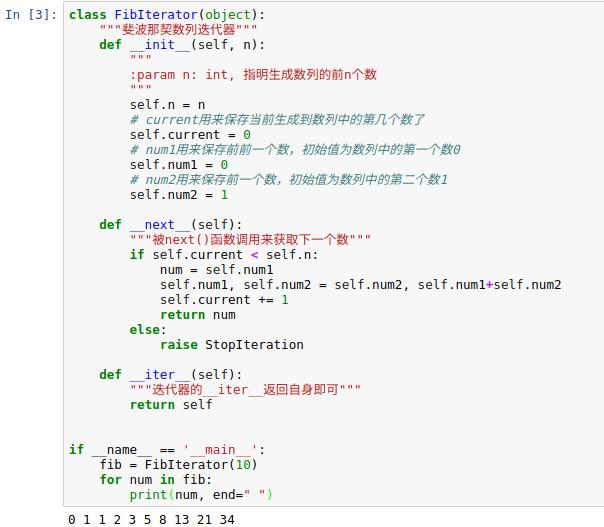 In [3]: class FibIterator(object):
    """斐波那契数列迭代器"""
    def __init__(self, n):
        """
        :param n: int, 指明生成数列的前n个数
        """
        self.n = n
        # current用来保存当前生成到数列中的第几个数了
        self.current = 0
        # num1用来保存前前一个数，初始值为数列中的第一个数0
        self.num1 = 0
        # num2用来保存前一个数，初始值为数列中的第二个数1
        self.num2 = 1

    def __next__(self):
        """被next()函数调用来获取下一个数"""
        if self.current < self.n:
            num = self.num1
            self.num1, self.num2 = self.num2, self.num1+self.num2
            self.current += 1
            return num
        else:
            raise StopIteration

    def __iter__(self):
        """迭代器的__iter__返回自身即可"""
        return self


if __name__ == '__main__':
    fib = FibIterator(10)
    for num in fib:
        print(num, end=" ")
0 1 1 2 3 5 8 13 21 34